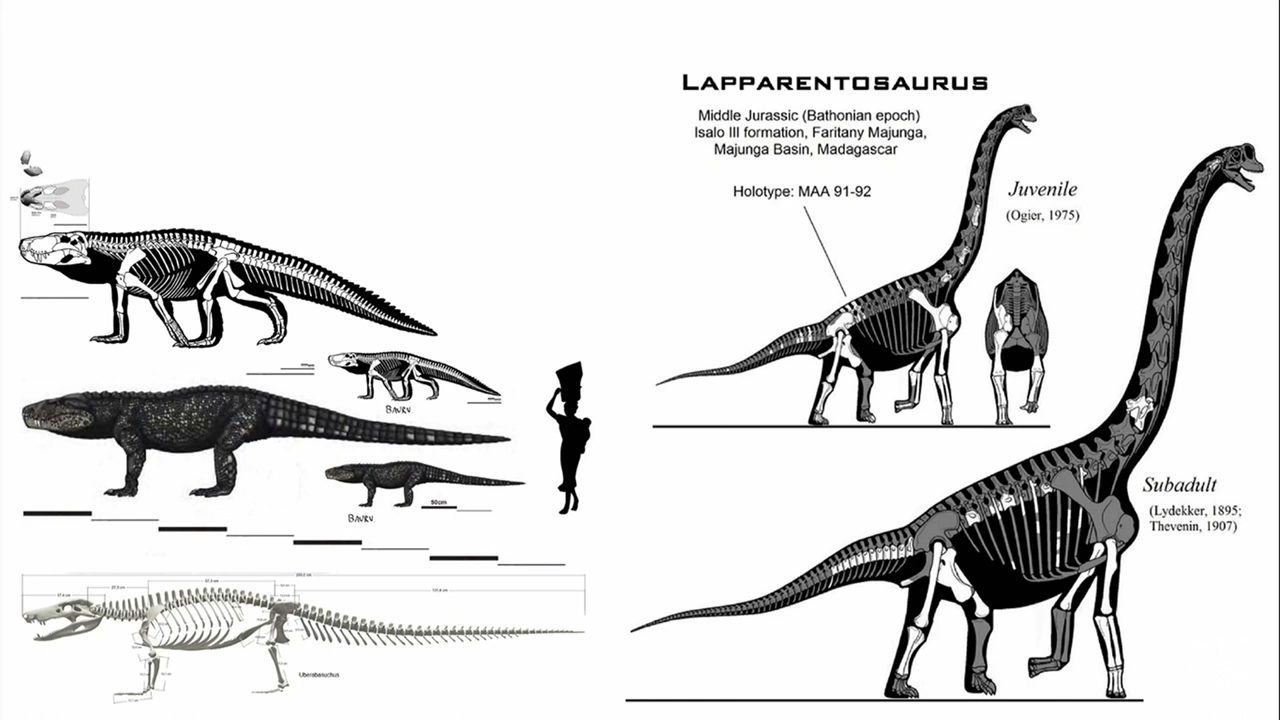 BAURU
50cm
BAURU
Uberabasuchus
LAPPARENTOSAURUS
Middle Jurassic (Bathonian epoch)
Isalo III formation, Faritany Majunga,
Majunga Basin, Madagascar
Holotype: MAA 91-92
Juvenile
(Ogier, 1975)
Subadult
(Lydekker, 1895;
Thevenin, 1907)